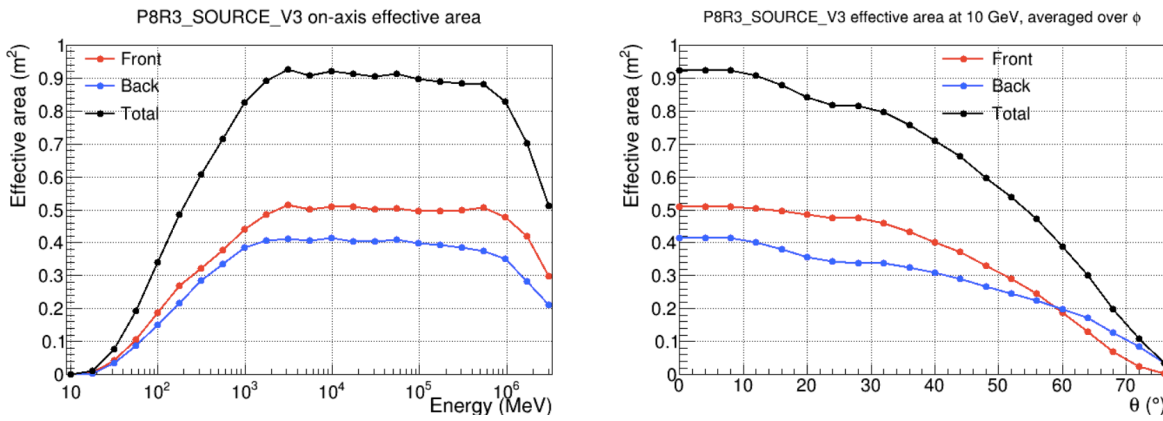 P8R3_SOURCE_V3 on-axis effective area
Effective area (m²)
1
0.9
0.8
0.7
0.6
0.5
0.4
0.3
0.2
0.1
0
Front
Back
Total
10 10² 10³ 10⁴ 10⁵ 10⁶
Energy (MeV)
P8R3_SOURCE_V3 effective area at 10 GeV, averaged over ϕ
Effective area (m²)
1
0.9
0.8
0.7
0.6
0.5
0.4
0.3
0.2
0.1
0
Front
Back
Total
0 10 20 30 40 50 60 70
θ (°)